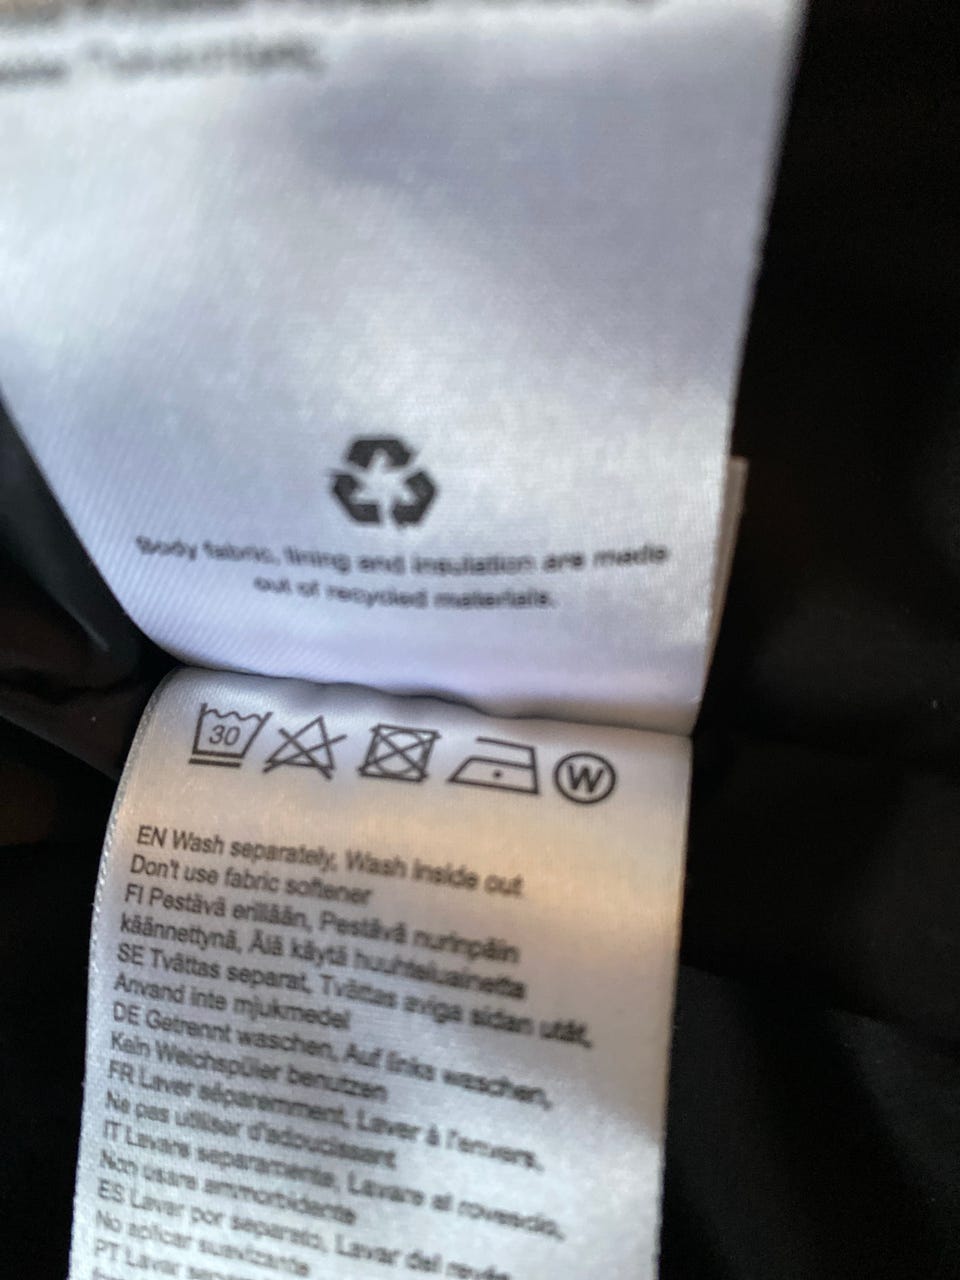 Body fabric, lining and insulation are made
out of recycled materials.
30
W
EN Wash separately, Wash inside out
Don't use fabric softener
FI Pestävä erillään, Pestävä nurinpäin
käännettynä, Älä käytä huuhteluainetta
SE Tvättas separat, Tvättas aviga sidan utåt,
Använd inte mjukmedel
DE Getrennt waschen, Auf links waschen,
Kein Weichspüler benutzen
FR Laver séparemment, Laver à l'envers,
Ne pas utiliser d'adoucissant
IT Lavare separamente, Lavare al rovescio,
Non usare ammorbidente
ES Lavar por separato, Lavar del revés
No aplicar suavizante
PT Lavar